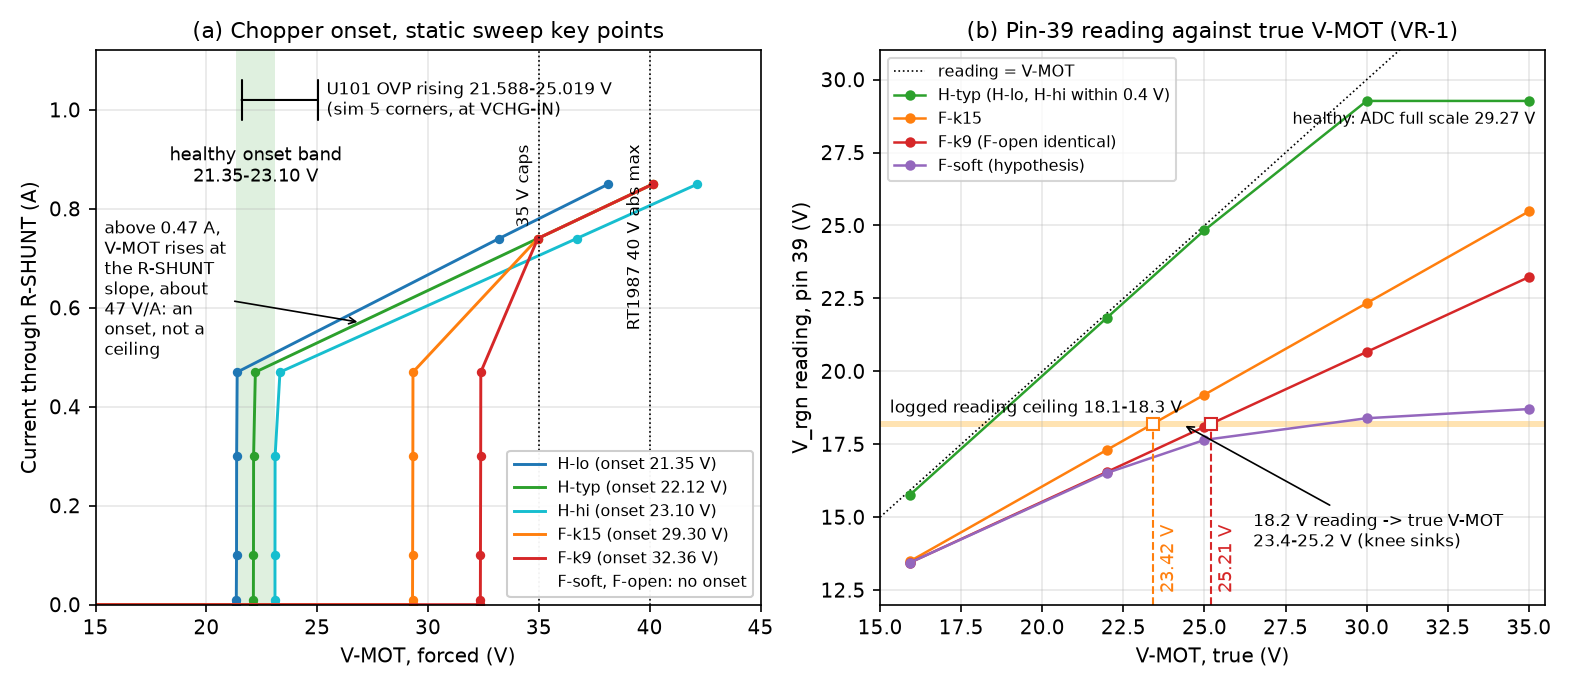 (a) Chopper onset, static sweep key points
U101 OVP rising 21.588-25.019 V
(sim 5 corners, at VCHG-IN)
healthy onset band
21.35-23.10 V
35 V caps
RT1987 40 V abs max
above 0.47 A,
V-MOT rises at
the R-SHUNT
slope, about
47 V/A: an
onset, not a
ceiling
H-lo (onset 21.35 V)
H-typ (onset 22.12 V)
H-hi (onset 23.10 V)
F-k15 (onset 29.30 V)
F-k9 (onset 32.36 V)
F-soft, F-open: no onset
Current through R-SHUNT (A)
1.0
0.8
0.6
0.4
0.2
0.0
15 20 25 30 35 40 45
V-MOT, forced (V)
(b) Pin-39 reading against true V-MOT (VR-1)
reading = V-MOT
H-typ (H-lo, H-hi within 0.4 V)
F-k15
F-k9 (F-open identical)
F-soft (hypothesis)
healthy: ADC full scale 29.27 V
logged reading ceiling 18.1-18.3 V
18.2 V reading -> true V-MOT
23.4-25.2 V (knee sinks)
23.42 V
25.21 V
V_rgn reading, pin 39 (V)
30.0
27.5
25.0
22.5
20.0
17.5
15.0
12.5
15.0 17.5 20.0 22.5 25.0 27.5 30.0 32.5 35.0
V-MOT, true (V)